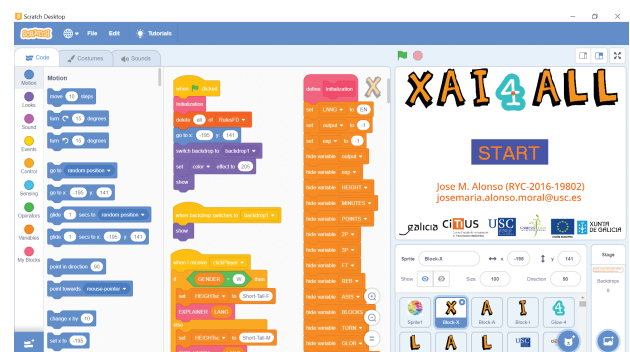 Scratch Desktop
SCRATCH File Edit Tutorials
Code Costumes Sounds
Motion
Looks
Sound
Events
Control
Sensing
Operators
Variables
My Blocks
Motion
move 10 steps
turn 15 degrees
turn 15 degrees
go to random position
go to x: -195 y: 141
glide 1 secs to random position
glide 1 secs to x: -195 y: 141
point in direction 90
point towards mouse-pointer
change x by 10
set x to -195
when clicked
Initialization
delete all of RulesFD
go to x: -195 y: 141
switch backdrop to backdrop1
set color effect to 205
show
when backdrop switches to backdrop1
show
when I receive clickPlayer
if GENDER = W then
set HEIGHTsc to Short-Tall-F
EXPLAINER LANG
else
set HEIGHTsc to Short-Tall-M
define Initialization
set LANG to EN
set output to -1
set exp to -1
hide variable output
hide variable exp
hide variable HEIGHT
hide variable MINUTES
hide variable POINTS
hide variable 2P
hide variable 3P
hide variable FT
hide variable REB
hide variable ASIS
hide variable BLOCKS
hide variable TURN
hide variable GLOB
XAI4ALL
START
Jose M. Alonso (RYC-2016-19802)
josemaria.alonso.moral@usc.es
galicia CiTIUS USC XUNTA DE GALICIA
Sprite Block-X x -195 y 141
Show Size 100 Direction 90
Sprite1 Block-X Block-A Block-I Glow-4
Stage
Backdrops